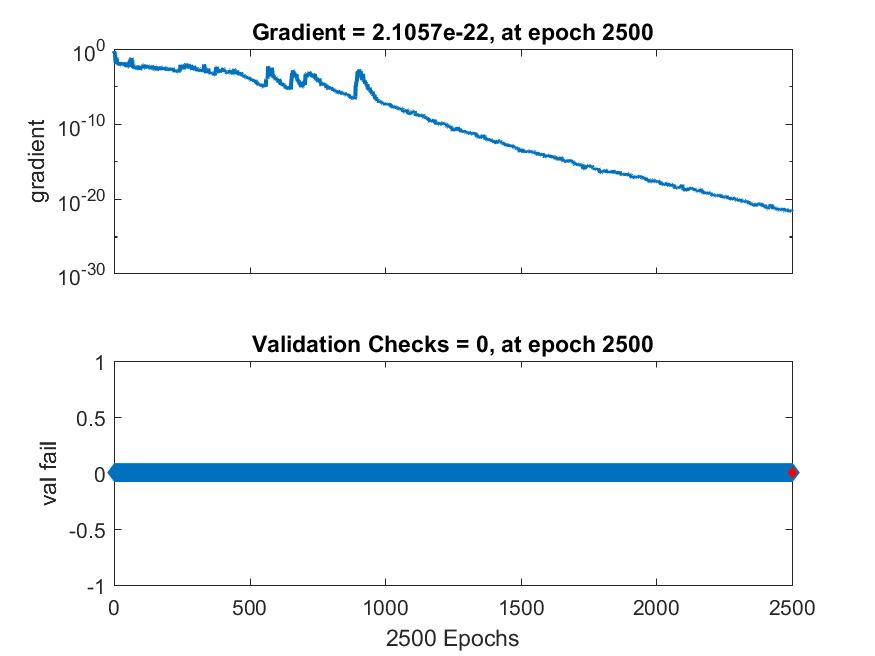 Gradient = 2.1057e-22, at epoch 2500
10^0
10^-10
10^-20
10^-30
gradient
Validation Checks = 0, at epoch 2500
1
0.5
0
-0.5
-1
val fail
0 500 1000 1500 2000 2500
2500 Epochs